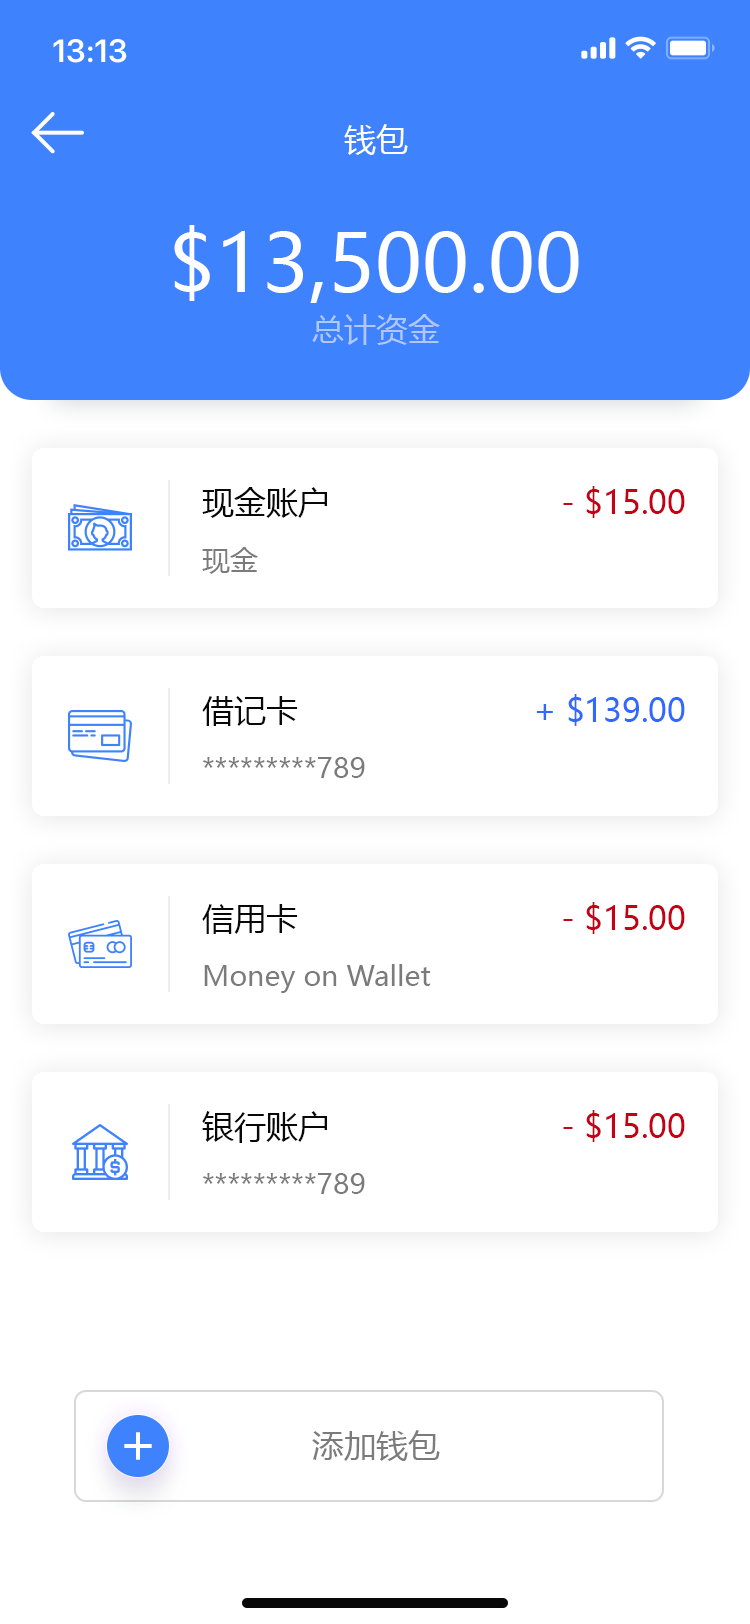 13:13
钱包
$13,500.00
总计资金
现金账户
- $15.00
现金
借记卡
+ $139.00
*********789
信用卡
- $15.00
Money on Wallet
银行账户
- $15.00
*********789
添加钱包